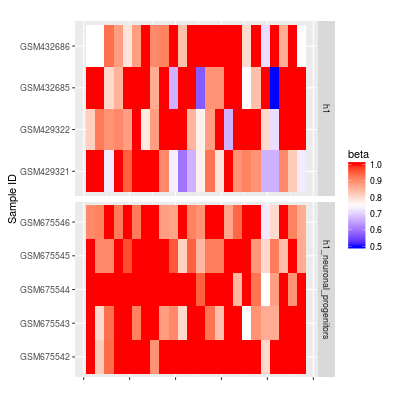 GSM432686
GSM432685
GSM429322
GSM429321
h1
GSM675546
GSM675545
GSM675544
GSM675543
GSM675542
h1_neuronal_progenitors
Sample ID
beta
1.0
0.9
0.8
0.7
0.6
0.5